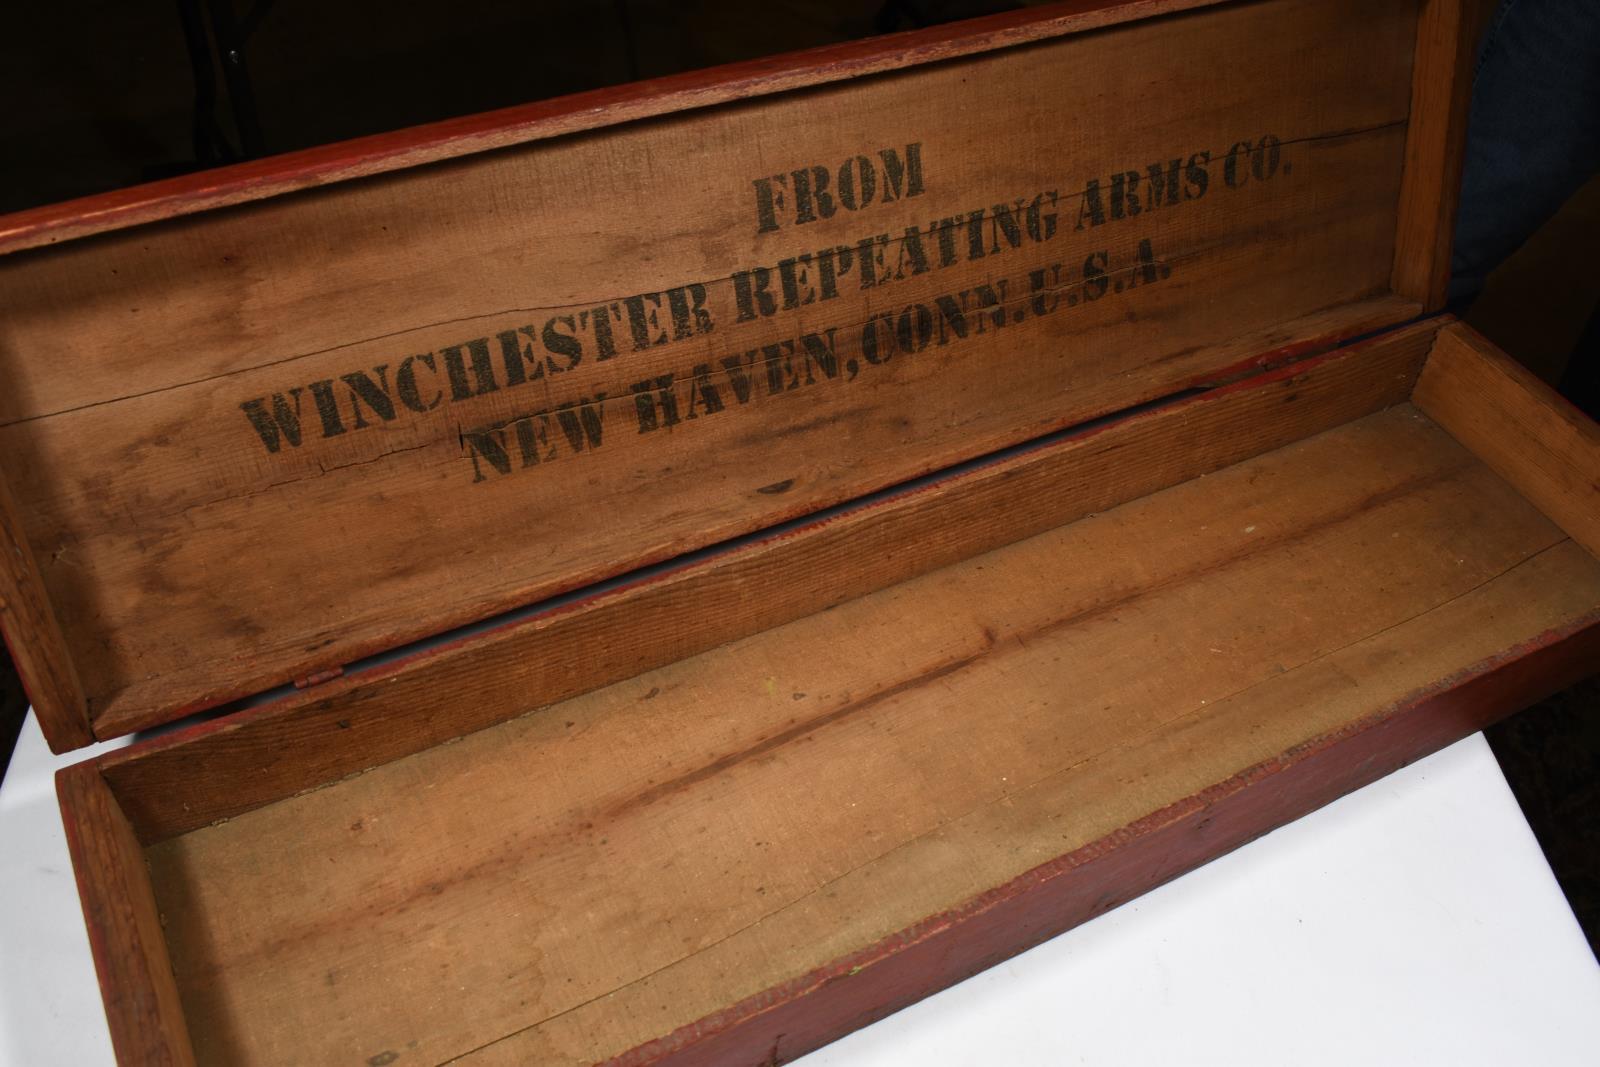 FROM
WINCHESTER REPEATING ARMS CO.
NEW HAVEN, CONN. U.S.A.